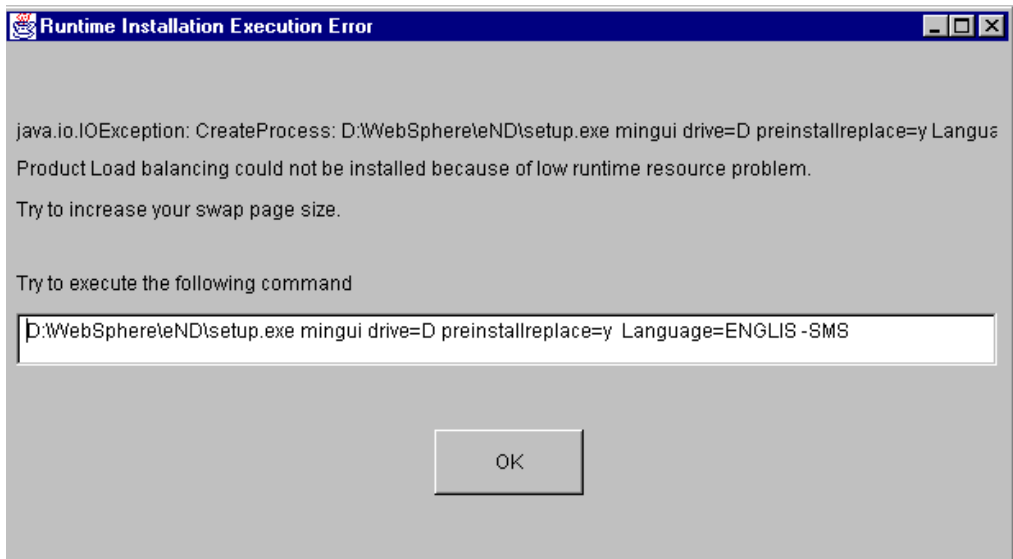 Runtime Installation Execution Error
java.io.IOException: CreateProcess: D:\WebSphere\eND\setup.exe mingui drive=D preinstallreplace=y Langua
Product Load balancing could not be installed because of low runtime resource problem.
Try to increase your swap page size.
Try to execute the following command
D:\WebSphere\eND\setup.exe mingui drive=D preinstallreplace=y  Language=ENGLIS -SMS
OK